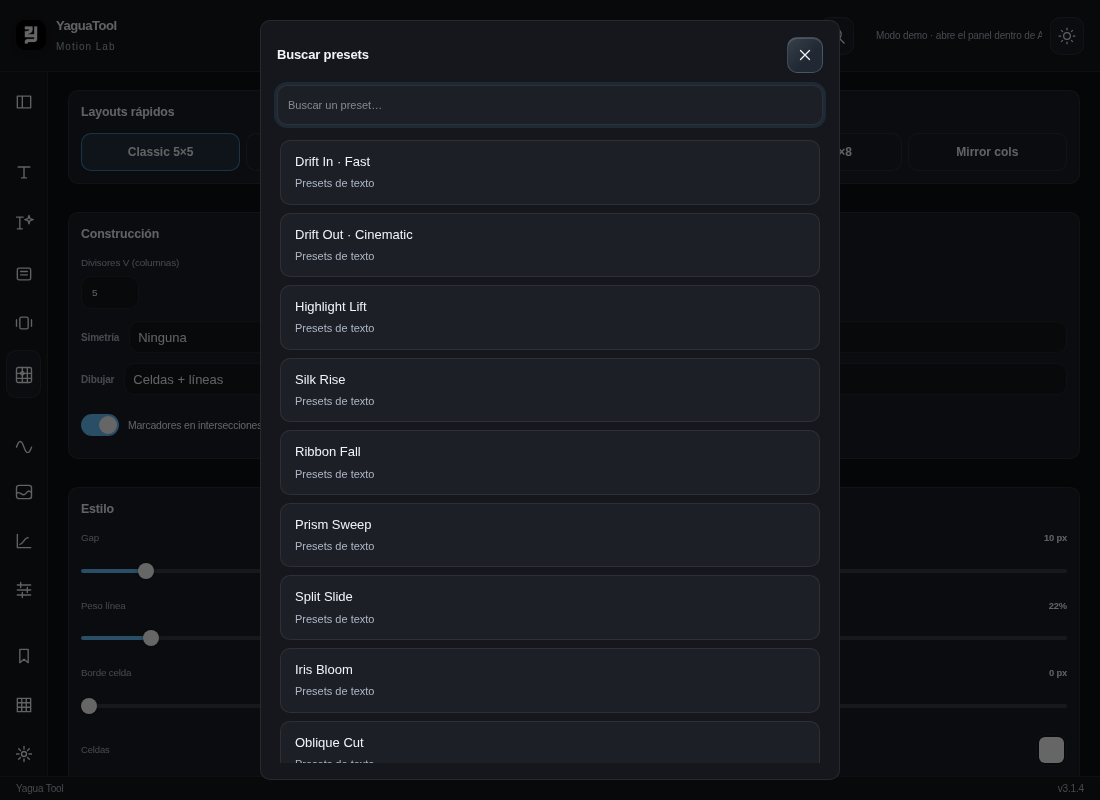 YaguaTool
Motion Lab
Modo demo · abre el panel dentro de A
Buscar presets
Buscar un preset…
Layouts rápidos
Classic 5×5
×8
Mirror cols
Drift In · Fast
Presets de texto
Drift Out · Cinematic
Presets de texto
Highlight Lift
Presets de texto
Silk Rise
Presets de texto
Ribbon Fall
Presets de texto
Prism Sweep
Presets de texto
Split Slide
Presets de texto
Iris Bloom
Presets de texto
Oblique Cut
Presets de texto
Construcción
Divisores V (columnas)
5
Simetría
Ninguna
Dibujar
Celdas + líneas
Marcadores en intersecciones
Estilo
Gap
10 px
Peso línea
22%
Borde celda
0 px
Celdas
Yagua Tool
v3.1.4